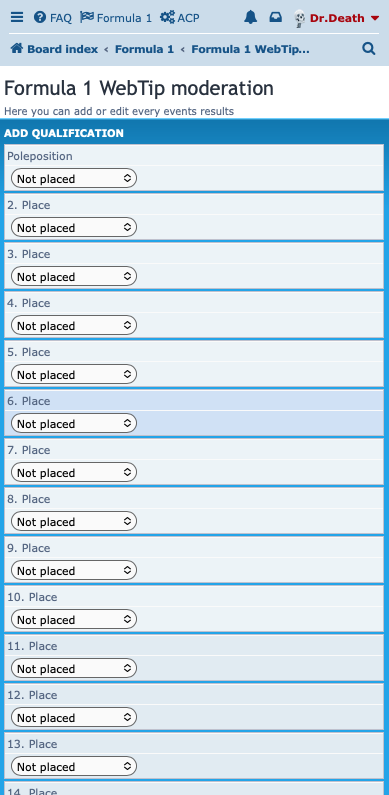 FAQ Formula 1 ACP Dr.Death
Board index ‹ Formula 1 ‹ Formula 1 WebTip...
Formula 1 WebTip moderation
Here you can add or edit every events results
ADD QUALIFICATION
Poleposition
Not placed
2. Place
Not placed
3. Place
Not placed
4. Place
Not placed
5. Place
Not placed
6. Place
Not placed
7. Place
Not placed
8. Place
Not placed
9. Place
Not placed
10. Place
Not placed
11. Place
Not placed
12. Place
Not placed
13. Place
Not placed
14. Place